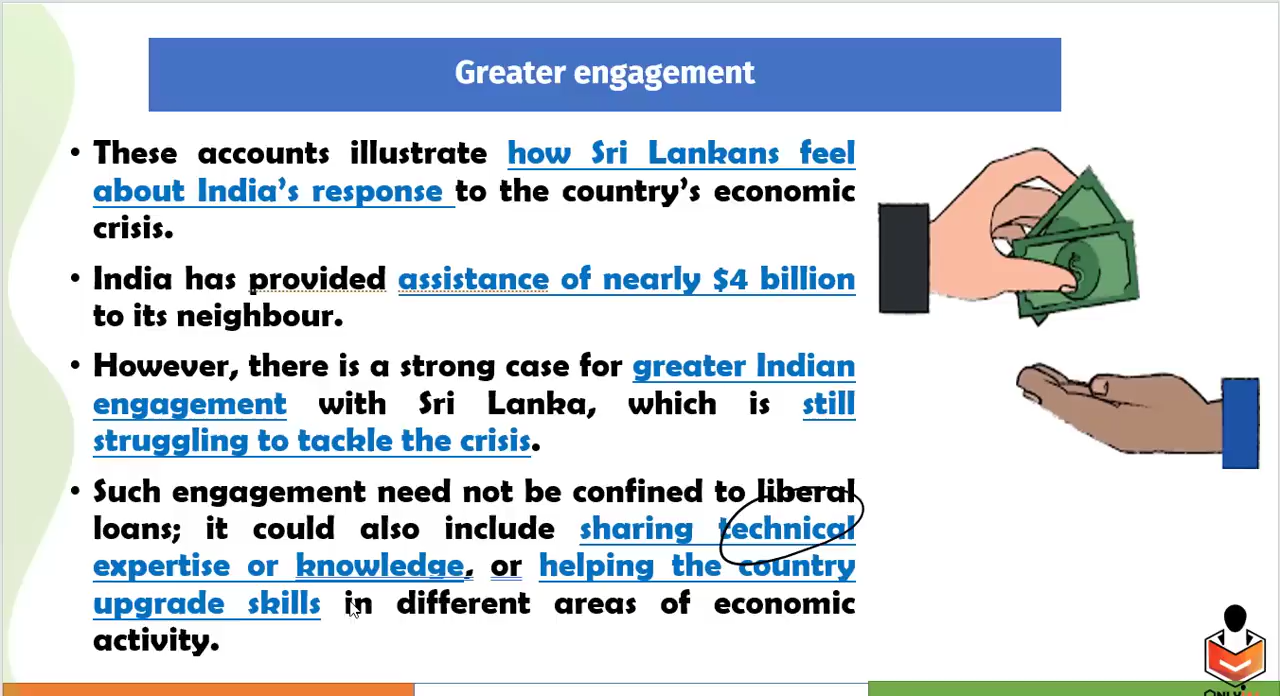 Greater engagement
• These accounts illustrate how Sri Lankans feel
about India's response to the country's economic
crisis.
• India has provided assistance of nearly $4 billion
to its neighbour.
• However, there is a strong case for greater Indian
engagement with Sri Lanka, which is still
struggling to tackle the crisis.
• Such engagement need not be confined to liberal
loans; it could also include sharing technical
expertise or knowledge, or helping the country
upgrade skills in different areas of economic
activity.